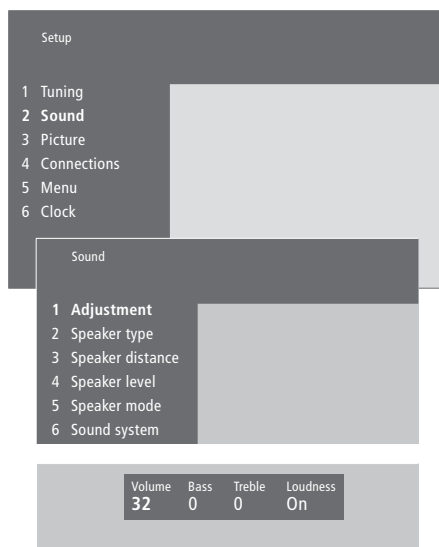 Setup
1 Tuning
2 Sound
3 Picture
4 Connections
5 Menu
6 Clock
Sound
1 Adjustment
2 Speaker type
3 Speaker distance
4 Speaker level
5 Speaker mode
6 Sound system
Volume Bass Treble Loudness
32 0 0 On